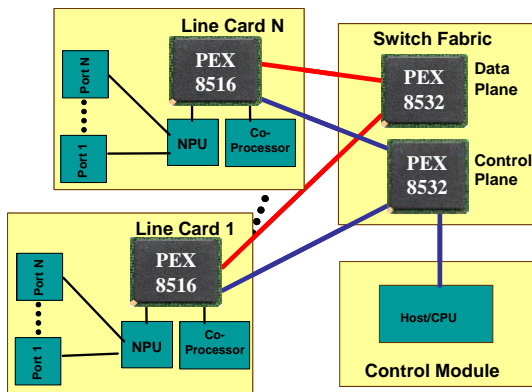 Line Card N
Port N
Port 1
PEX
8516
NPU
Co-
Processor
Switch Fabric
PEX
8532
Data
Plane
PEX
8532
Control
Plane
Line Card 1
Port N
Port 1
PEX
8516
NPU
Co-
Processor
Host/CPU
Control Module